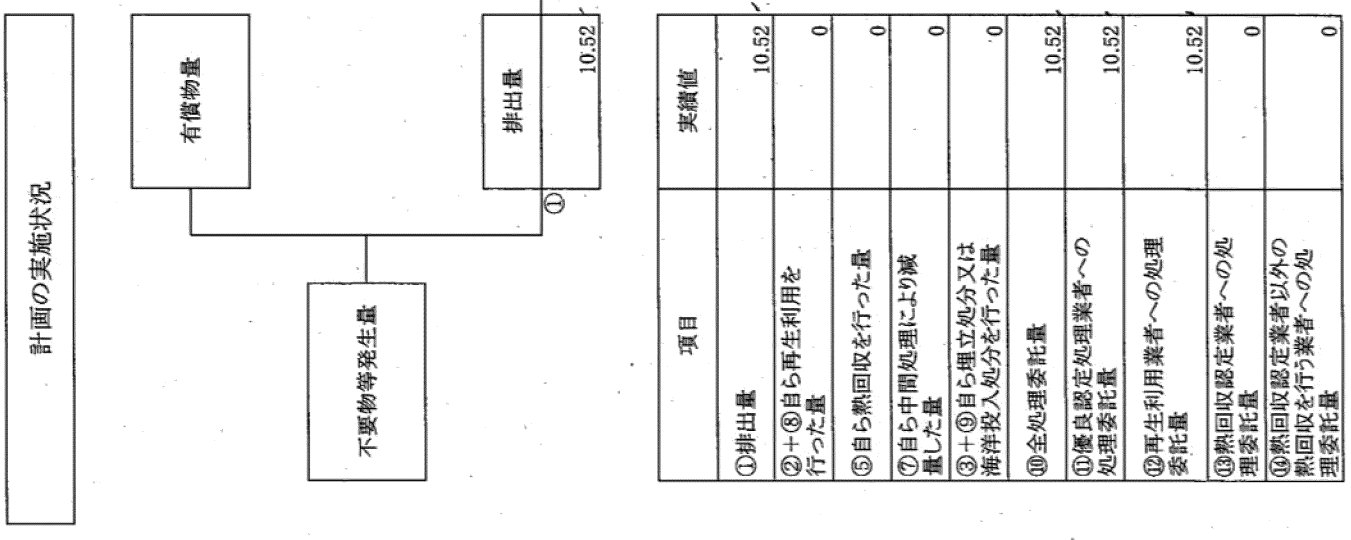 計画の実施状況
有償物量
不要物等発生量
排出量
①
10.52
項目
実績値
①排出量
10.52
②+⑧自ら再生利用を
行った量
0
⑤自ら熱回収を行った量
0
⑦自ら中間処理により減
量した量
0
③+⑨自ら埋立処分又は
海洋投入処分を行った量
0
⑩全処理委託量
10.52
⑪優良認定処理業者への
処理委託量
10.52
⑫再生利用業者への処理
委託量
10.52
⑬熱回収認定業者への処
理委託量
0
⑭熱回収認定業者以外の
熱回収を行う業者への処
理委託量
0